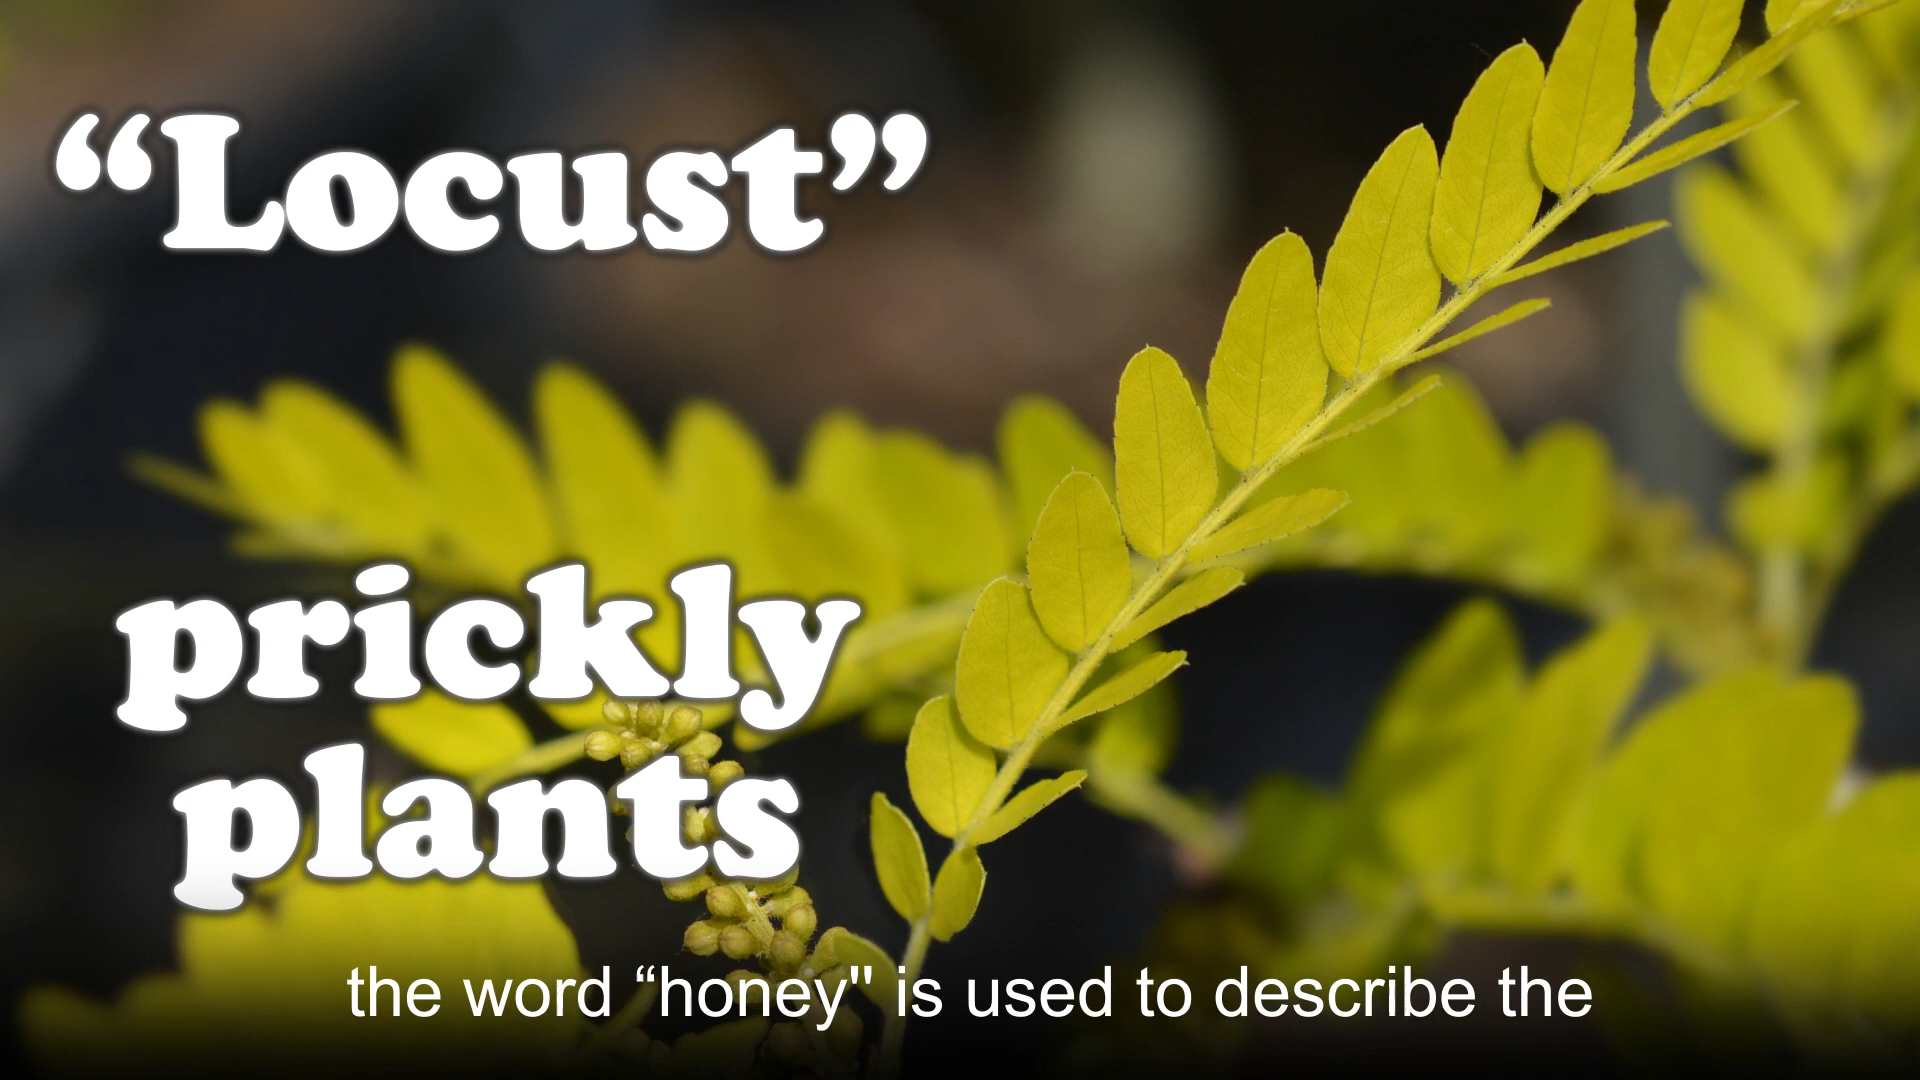 “Locust”
prickly
plants
the word “honey" is used to describe the